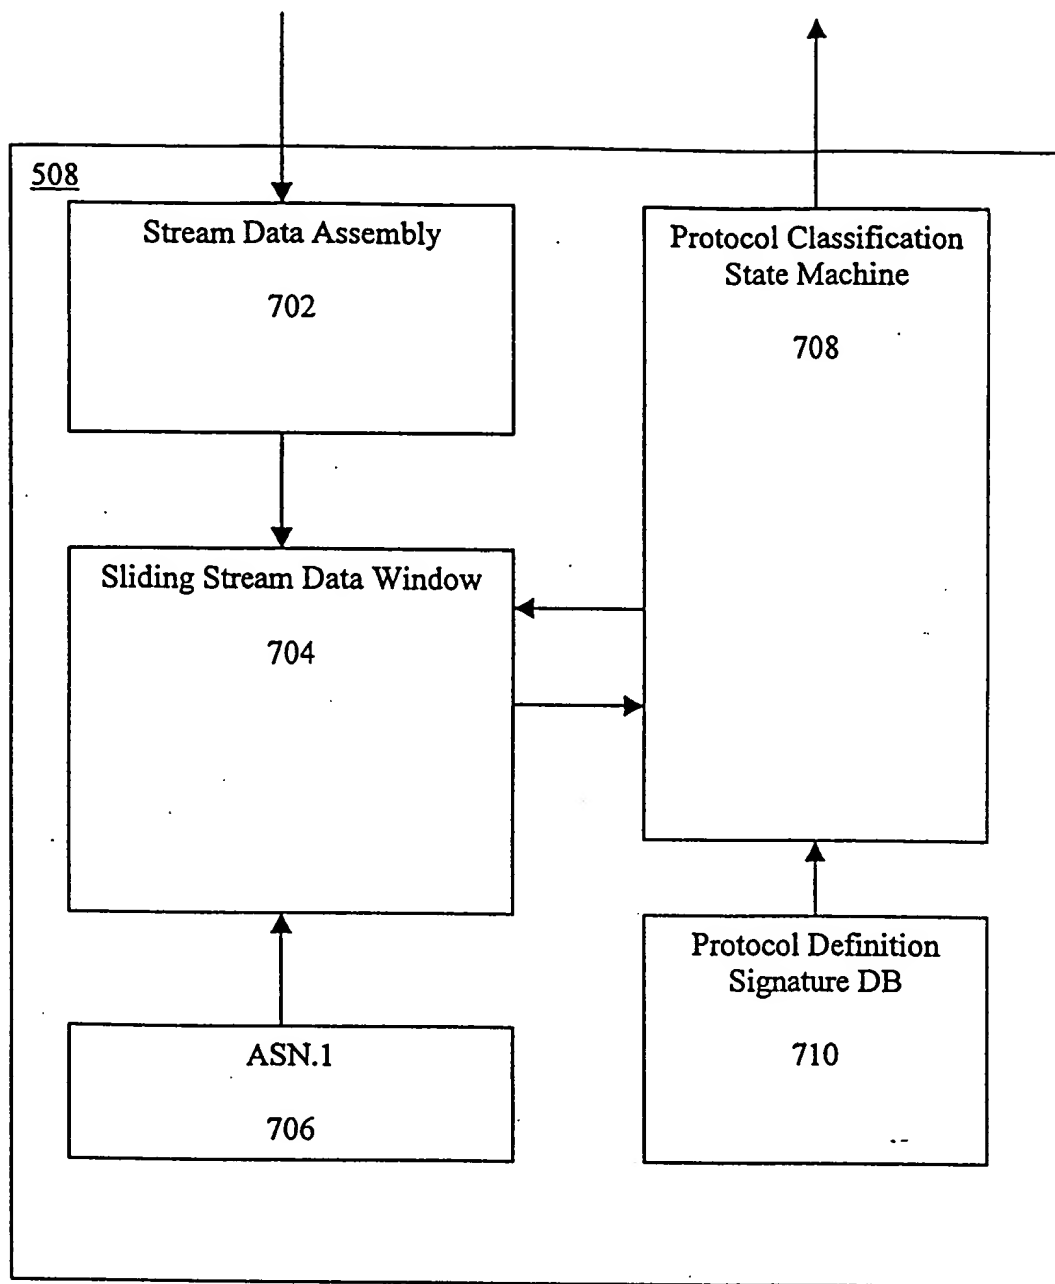 508
Stream Data Assembly
702
Protocol Classification
State Machine
708
Sliding Stream Data Window
704
Protocol Definition
Signature DB
710
ASN.1
706